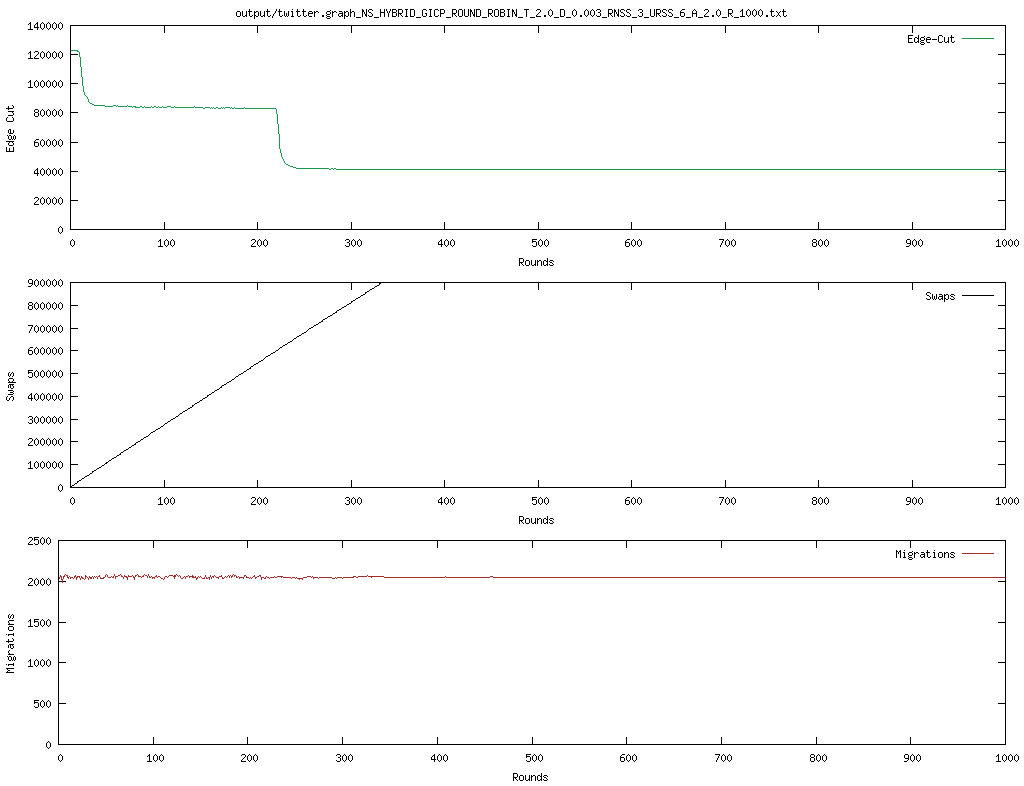 output/twitter.graph_NS_HYBRID_GICP_ROUND_ROBIN_T_2.0_D_0.003_RNSS_3_URSS_6_A_2.0_R_1000.txt
140000
120000
100000
80000
60000
40000
20000
0
Edge Cut
Edge-Cut
0 100 200 300 400 500 600 700 800 900 1000
Rounds
900000
800000
700000
600000
500000
400000
300000
200000
100000
0
Swaps
Swaps
0 100 200 300 400 500 600 700 800 900 1000
Rounds
2500
2000
1500
1000
500
0
Migrations
Migrations
0 100 200 300 400 500 600 700 800 900 1000
Rounds